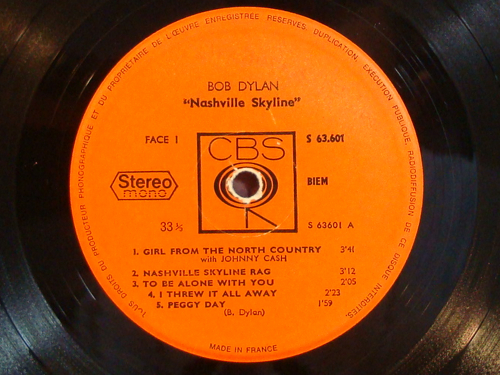 TOUS DROITS DU PRODUCTEUR PHONOGRAPHIQUE ET DU PROPRIETAIRE DE L'ŒUVRE ENREGISTREE RESERVES. DUPLICATION, EXECUTION PUBLIQUE, RADIODIFFUSION DE CE DISQUE INTERDITES.
BOB DYLAN
"Nashville Skyline"
FACE 1 S 63.601
CBS
Stereo
mono
BIEM
33 ⅓ S 63601 A
1. GIRL FROM THE NORTH COUNTRY 3'41
with JOHNNY CASH
2. NASHVILLE SKYLINE RAG 3'12
3. TO BE ALONE WITH YOU 2'05
4. I THREW IT ALL AWAY 2'23
5. PEGGY DAY 1'59
(B. Dylan)
MADE IN FRANCE